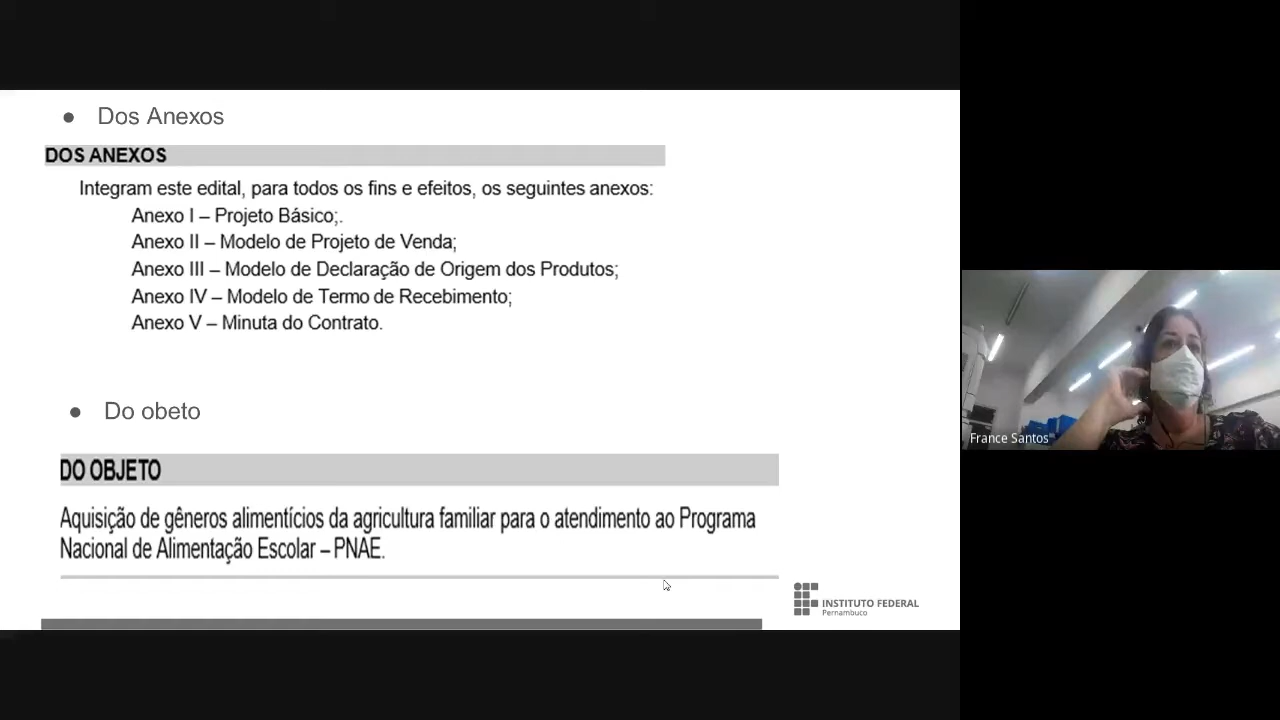 ● Dos Anexos
DOS ANEXOS
Integram este edital, para todos os fins e efeitos, os seguintes anexos:
Anexo I – Projeto Básico;.
Anexo II – Modelo de Projeto de Venda;
Anexo III – Modelo de Declaração de Origem dos Produtos;
Anexo IV – Modelo de Termo de Recebimento;
Anexo V – Minuta do Contrato.
● Do obeto
DO OBJETO
Aquisição de gêneros alimentícios da agricultura familiar para o atendimento ao Programa
Nacional de Alimentação Escolar – PNAE.
INSTITUTO FEDERAL
Pernambuco
France Santos